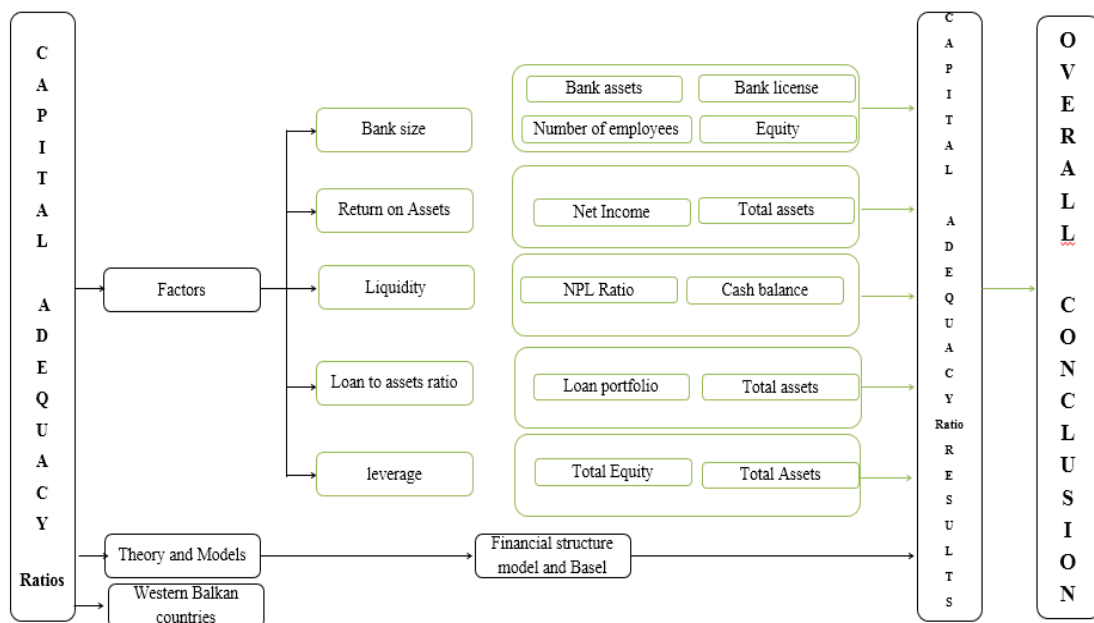 CAPITAL ADEQUACY
Ratios
Factors
Theory and Models
Western Balkan
countries
Bank size
Return on Assets
Liquidity
Loan to assets ratio
leverage
Bank assets
Bank license
Number of employees
Equity
Net Income
Total assets
NPL Ratio
Cash balance
Loan portfolio
Total assets
Total Equity
Total Assets
Financial structure
model and Basel
CAPITAL ADEQUACY
Ratio
RESULTS
OVERALL CONCLUSION